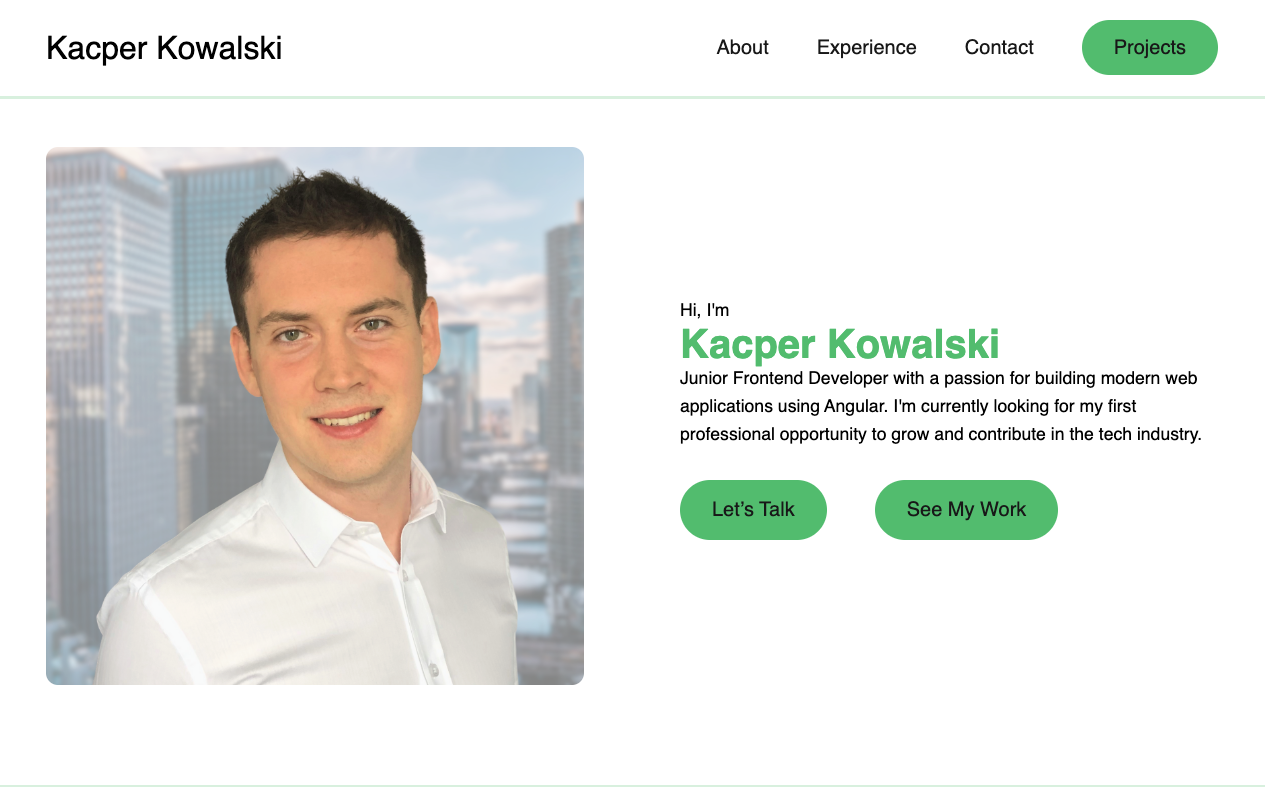 Kacper Kowalski
About Experience Contact Projects
Hi, I'm
Kacper Kowalski
Junior Frontend Developer with a passion for building modern web
applications using Angular. I'm currently looking for my first
professional opportunity to grow and contribute in the tech industry.
Let’s Talk See My Work